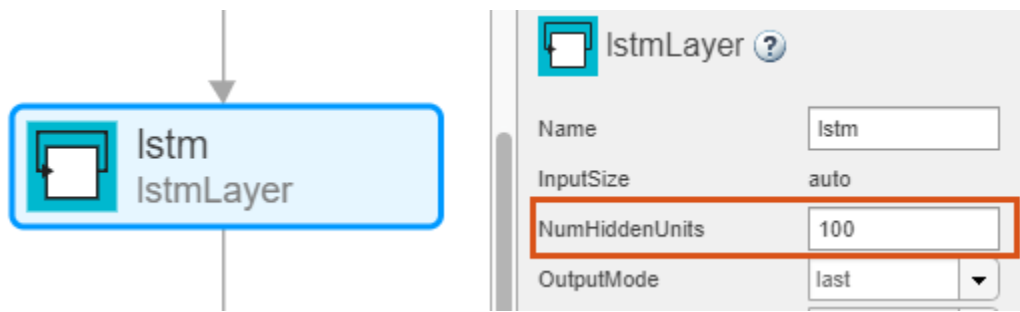 lstm
lstmLayer
lstmLayer ?
Name lstm
InputSize auto
NumHiddenUnits 100
OutputMode last